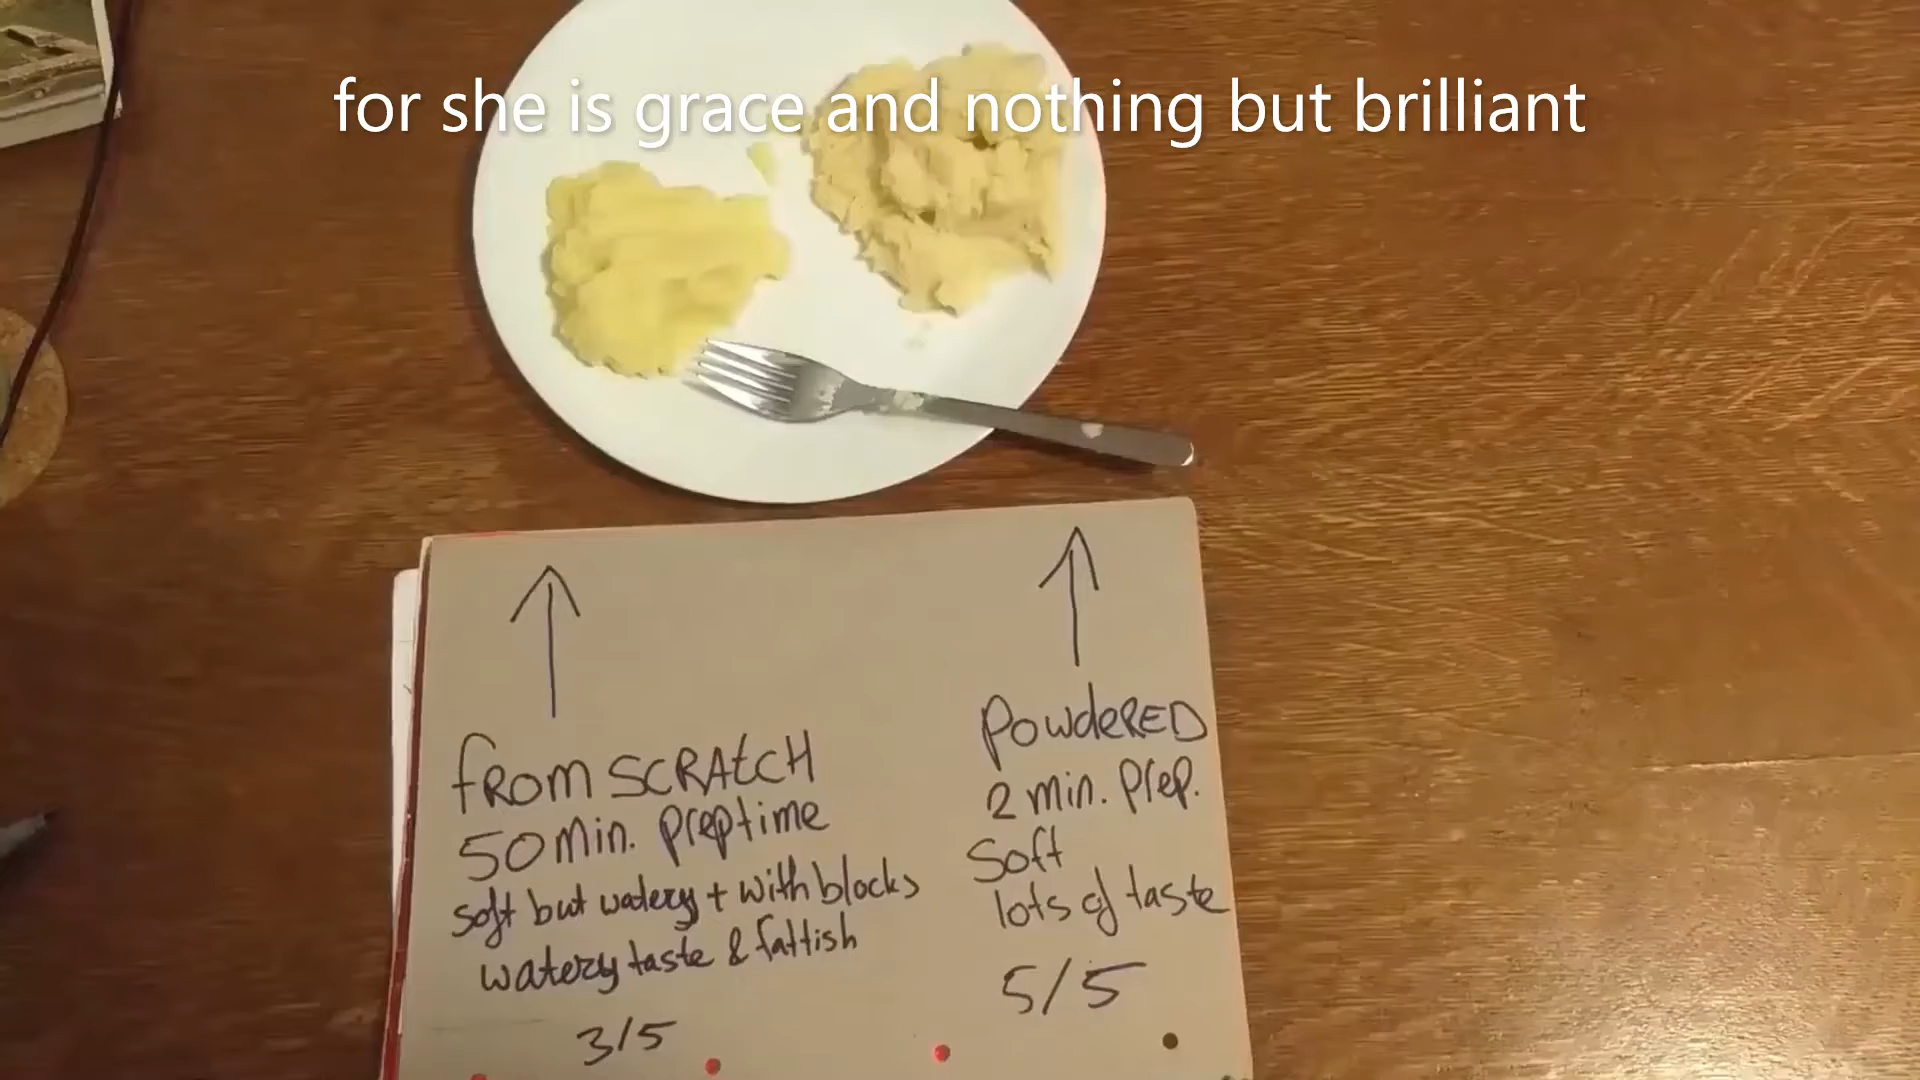 for she is grace and nothing but brilliant
fROM SCRAtCH
50 Min. preptime
soft but watery + with blocks
watery taste & fattish
3/5
PowdeRED
2 min. prep.
Soft
lots of taste
5/5